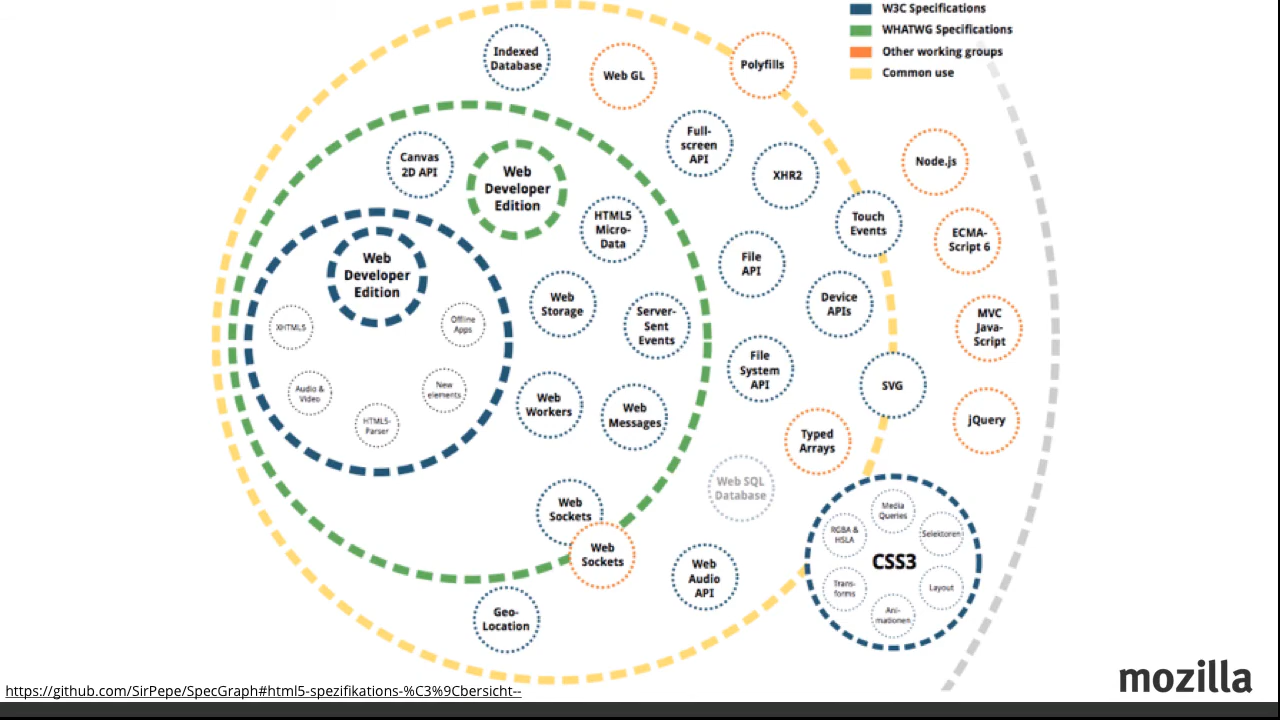 W3C Specifications
WHATWG Specifications
Other working groups
Common use
Indexed
Database
Web GL
Polyfills
Full-
screen
API
XHR2
Node.js
Canvas
2D API
Web
Developer
Edition
HTML5
Micro-
Data
Touch
Events
ECMA-
Script 6
Web
Developer
Edition
File
API
Device
APIs
MVC
Java-
Script
XHTML5
Offline
Apps
Web
Storage
Server-
Sent
Events
File
System
API
SVG
Audio &
Video
New
elements
HTML5-
Parser
Web
Workers
Web
Messages
Typed
Arrays
jQuery
Web SQL
Database
Web
Sockets
Web
Sockets
Web
Audio
API
Geo-
Location
Media
Queries
RGBA &
HSLA
Selektoren
CSS3
Trans-
forms
Layout
Ani-
mationen
mozilla
https://github.com/SirPepe/SpecGraph#html5-spezifikations-%C3%9Cbersicht--